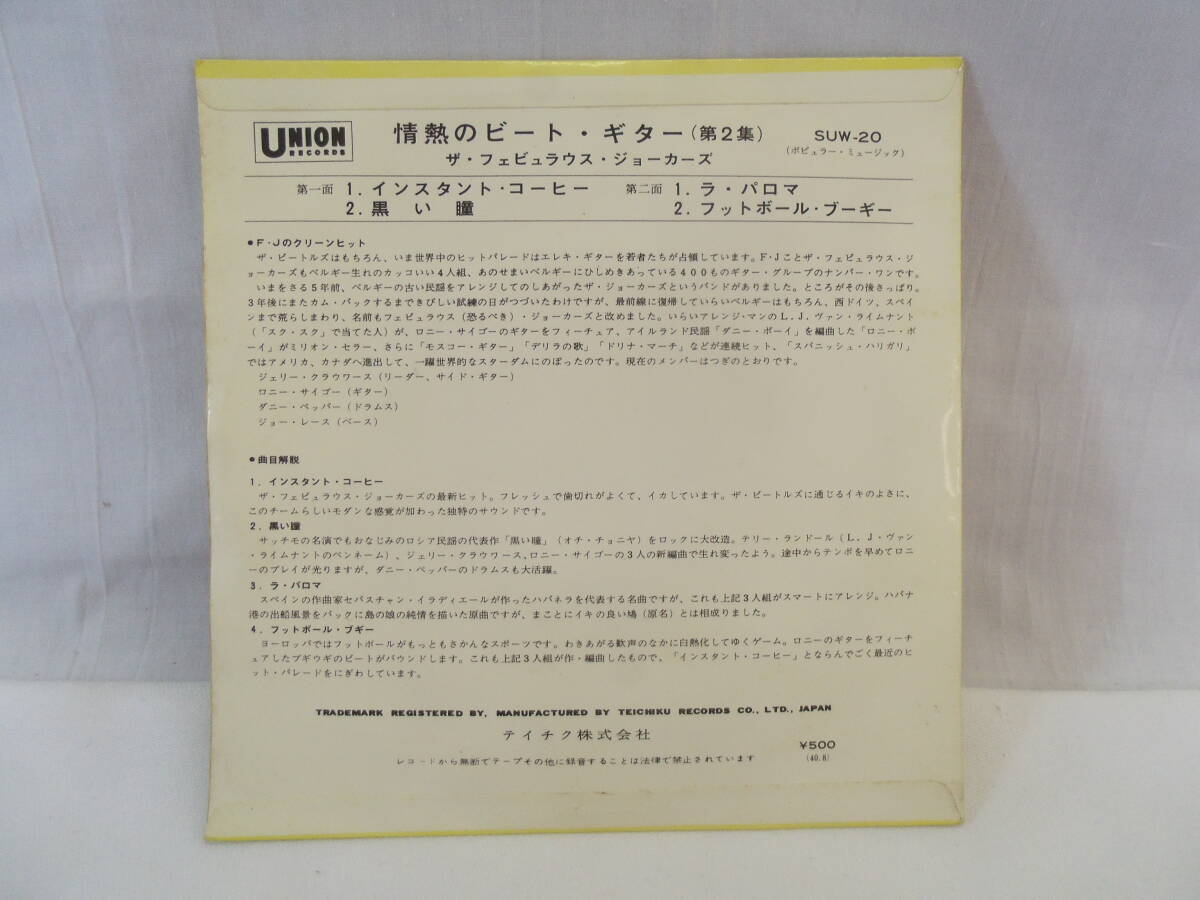 UNION
RECORDS
情熱のビート・ギター(第2集)
SUW-20
ザ・フェビュラウス・ジョーカーズ
(ポピュラー・ミュージック)
第一面 1. インスタント・コーヒー
2. 黒い瞳
第二面 1. ラ・パロマ
2. フットボール・ブーギー
●F・Jのクリーンヒット
ザ・ビートルズはもちろん、いま世界中のヒットパレードはエレキ・ギターを若者たちが占領しています。F・Jことザ・フェビュラウス・ジ
ョーカーズもベルギー生れのカッコいい4人組、あのせまいベルギーにひしめきあっている400ものギター・グループのナンバー・ワンです。
いまをさる5年前、ベルギーの古い民謡をアレンジしてのしあがったザ・ジョーカーズというバンドがありました。ところがその後さっぱり。
3年後にまたカム・バックするまできびしい試練の日がつづいたわけですが、最前線に復帰していらいベルギーはもちろん、西ドイツ、スペイ
ンまで荒らしまわり、名前もフェビュラウス(恐るべき)・ジョーカーズと改めました。いらいアレンジ・マンのL.J.ヴァン・ライムナント
(「スク・スク」で当てた人)が、ロニー・サイゴーのギターをフィーチュア、アイルランド民謡「ダニー・ボーイ」を編曲した「ロニー・ボ
ーイ」がミリオン・セラー、さらに「モスコー・ギター」「デリラの歌」「ドリナ・マーチ」などが連続ヒット、「スパニッシュ・ハリガリ」
ではアメリカ、カナダへ進出して、一躍世界的なスターダムにのぼったのです。現在のメンバーはつぎのとおりです。
ジェリー・クラウワース(リーダー、サイド・ギター)
ロニー・サイゴー(ギター)
ダニー・ペッパー(ドラムス)
ジョー・レース(ベース)
●曲目解説
1. インスタント・コーヒー
ザ・フェビュラウス・ジョーカーズの最新ヒット。フレッシュで歯切れがよくて、イカしています。ザ・ビートルズに通じるイキのよさに、
このチームらしいモダンな感覚が加わった独特のサウンドです。
2. 黒い瞳
サッチモの名演でもおなじみのロシア民謡の代表作「黒い瞳」(オチ・チョニヤ)をロックに大改造。テリー・ランドール(L.J・ヴァン
・ライムナントのペンネーム)、ジェリー・クラウワース、ロニー・サイゴーの3人の新編曲で生れ変ったよう。途中からテンポを早めてロニ
ーのプレイが光りますが、ダニー・ペッパーのドラムスも大活躍。
3. ラ・パロマ
スペインの作曲家セバスチャン・イラディエールが作ったハバネラを代表する名曲ですが、これも上記3人組がスマートにアレンジ。ハバナ
港の出船風景をバックに島の娘の純情を描いた原曲ですが、まことにイキの良い鳩(原名)とは相成りました。
4. フットボール・ブギー
ヨーロッパではフットボールがもっともさかんなスポーツです。わきあがる歓声のなかに白熱化してゆくゲーム。ロニーのギターをフィーチ
ュアしたブギウギのビートがバウンドします。これも上記3人組が作・編曲したもので、「インスタント・コーヒー」とならんでごく最近のヒ
ット・パレードをにぎわしています。
TRADEMARK REGISTERED BY, MANUFACTURED BY TEICHIKU RECORDS CO., LTD., JAPAN
テイチク株式会社
¥500
(40.8)
レコードから無断でテープその他に録音することは法律で禁止されています